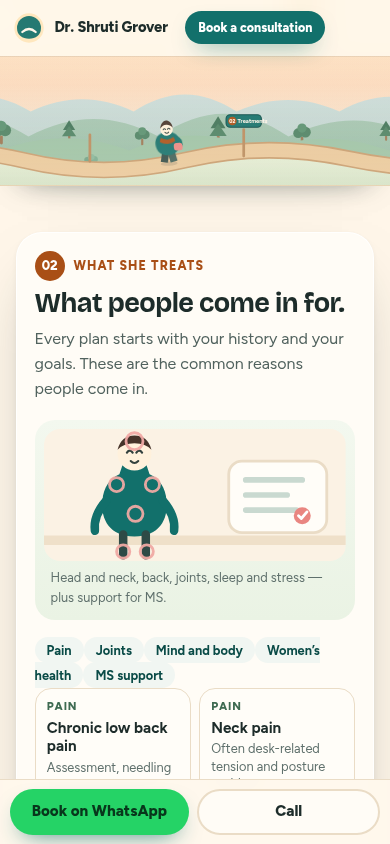 Dr. Shruti Grover
Book a consultation
02 Treatments
02 WHAT SHE TREATS
What people come in for.
Every plan starts with your history and your
goals. These are the common reasons
people come in.
Head and neck, back, joints, sleep and stress —
plus support for MS.
Pain Joints Mind and body Women's
health MS support
PAIN
Chronic low back
pain
Assessment, needling
PAIN
Neck pain
Often desk-related
tension and posture
Book on WhatsApp
Call